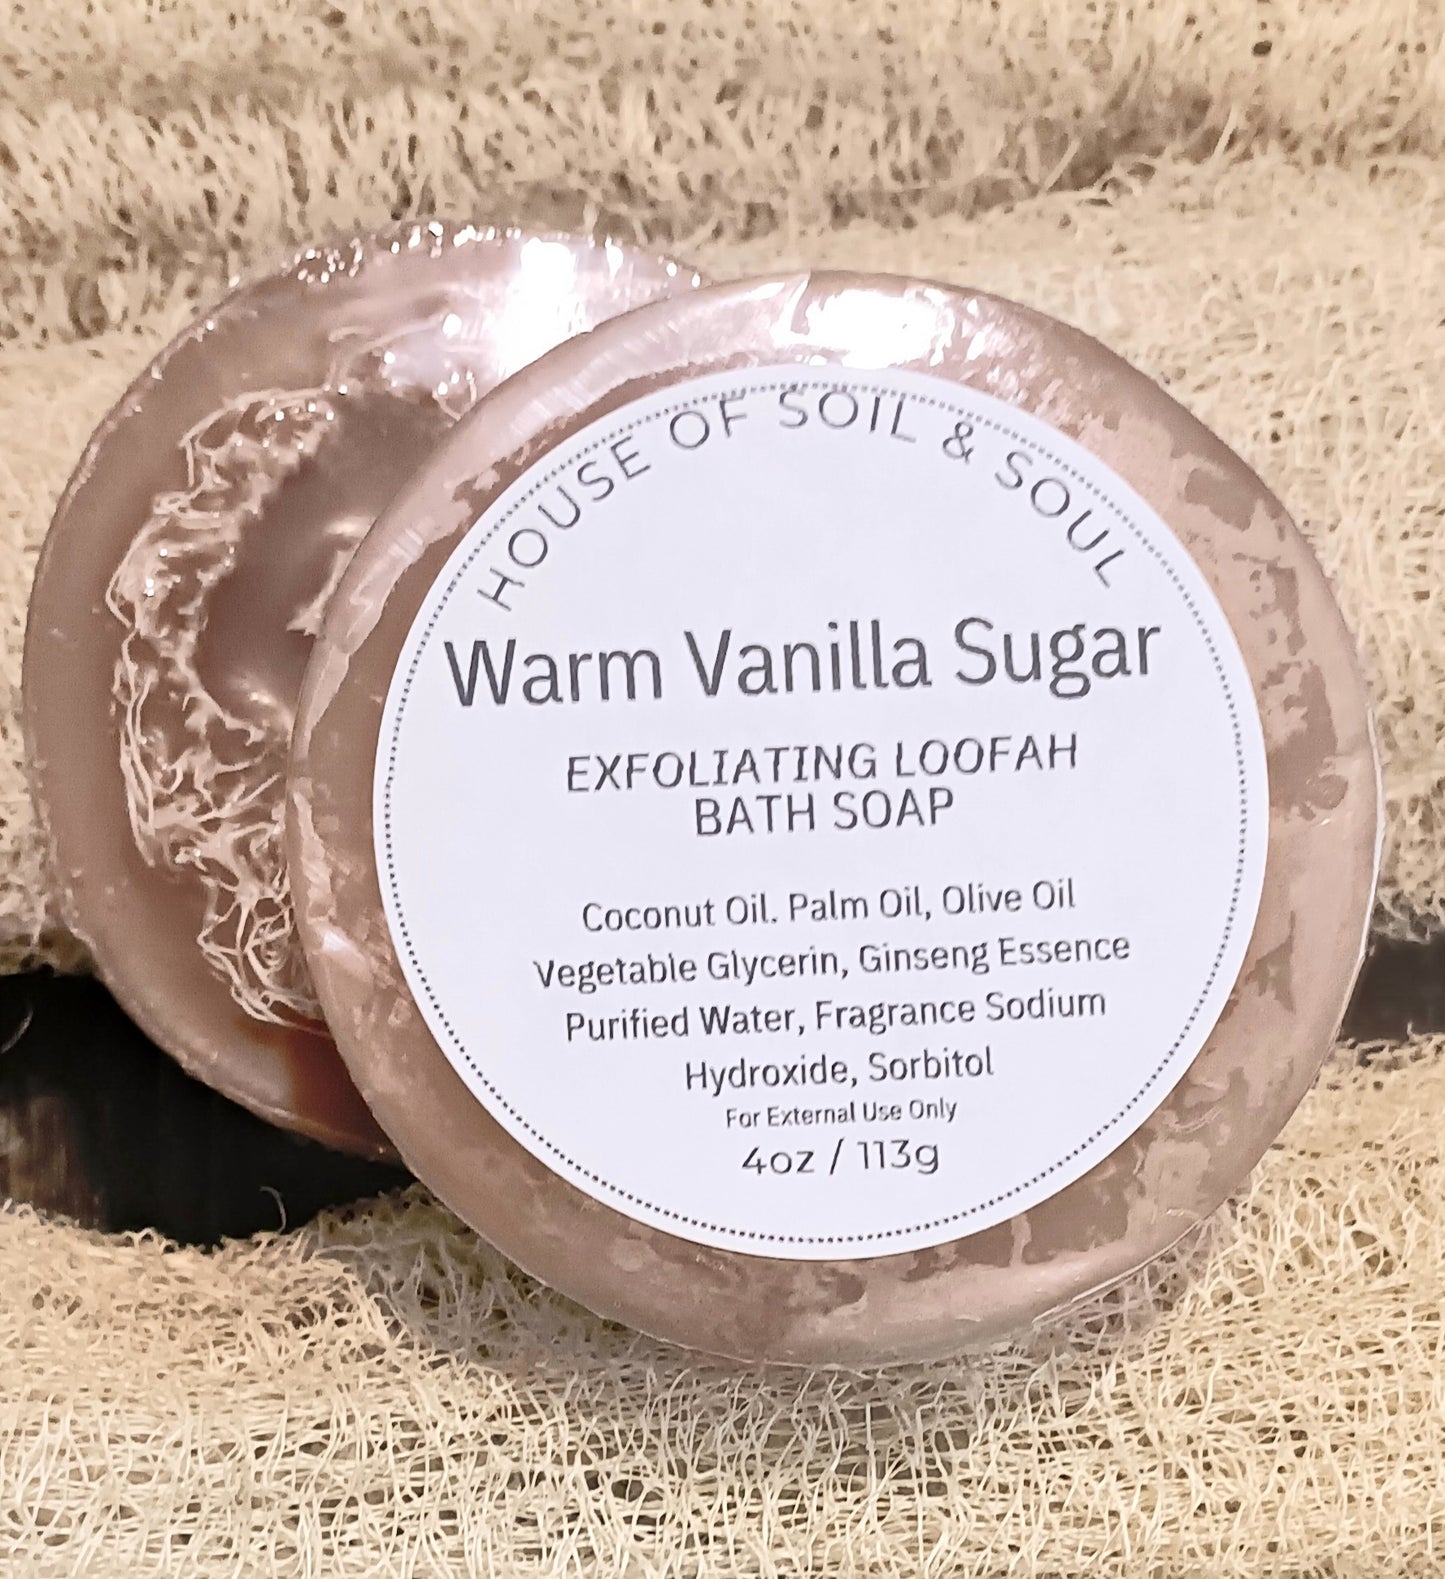 HOUSE OF SOIL & SOUL
Warm Vanilla Sugar
EXFOLIATING LOOFAH
BATH SOAP
Coconut Oil. Palm Oil, Olive Oil
Vegetable Glycerin, Ginseng Essence
Purified Water, Fragrance Sodium
Hydroxide, Sorbitol
For External Use Only
4oz / 113g